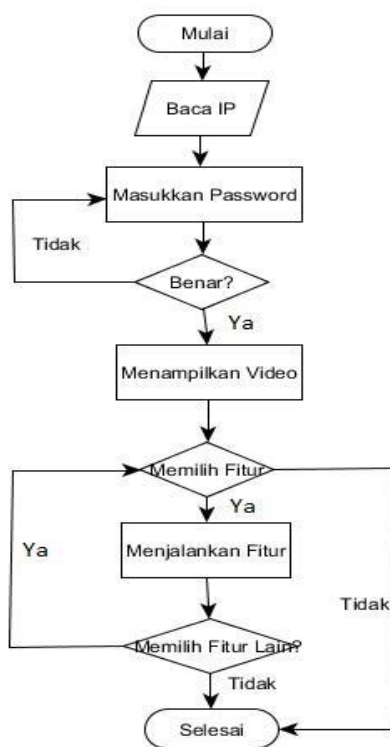 Mulai
Baca IP
Masukkan Password
Tidak
Benar?
Ya
Menampilkan Video
Memilih Fitur
Ya
Ya
Menjalankan Fitur
Tidak
Memilih Fitur Lain?
Tidak
Selesai